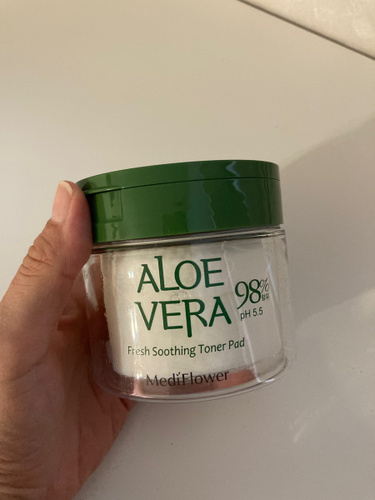 ALOE
VERA
98%
pH 5.5
Fresh Soothing Toner Pad
MediFlower